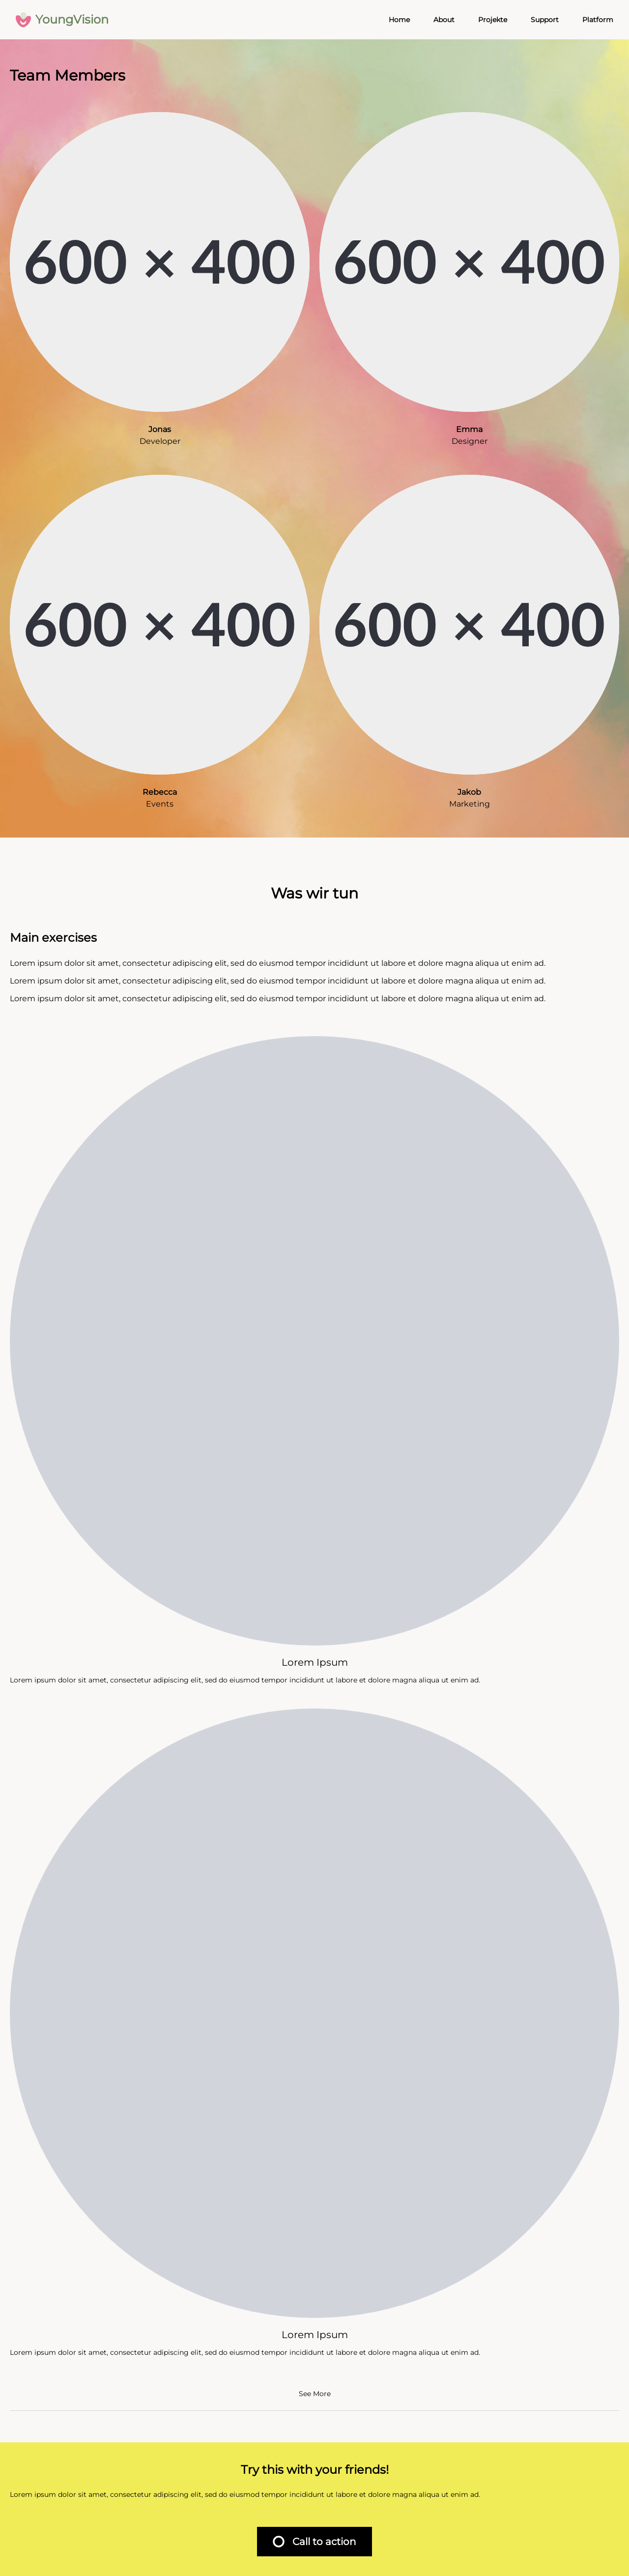 YoungVision
Home About Projekte Support Platform
Team Members
600 × 400
600 × 400
Jonas
Developer
Emma
Designer
600 × 400
600 × 400
Rebecca
Events
Jakob
Marketing
Was wir tun
Main exercises
Lorem ipsum dolor sit amet, consectetur adipiscing elit, sed do eiusmod tempor incididunt ut labore et dolore magna aliqua ut enim ad.
Lorem ipsum dolor sit amet, consectetur adipiscing elit, sed do eiusmod tempor incididunt ut labore et dolore magna aliqua ut enim ad.
Lorem ipsum dolor sit amet, consectetur adipiscing elit, sed do eiusmod tempor incididunt ut labore et dolore magna aliqua ut enim ad.
Lorem Ipsum
Lorem ipsum dolor sit amet, consectetur adipiscing elit, sed do eiusmod tempor incididunt ut labore et dolore magna aliqua ut enim ad.
Lorem Ipsum
Lorem ipsum dolor sit amet, consectetur adipiscing elit, sed do eiusmod tempor incididunt ut labore et dolore magna aliqua ut enim ad.
See More
Try this with your friends!
Lorem ipsum dolor sit amet, consectetur adipiscing elit, sed do eiusmod tempor incididunt ut labore et dolore magna aliqua ut enim ad.
Call to action